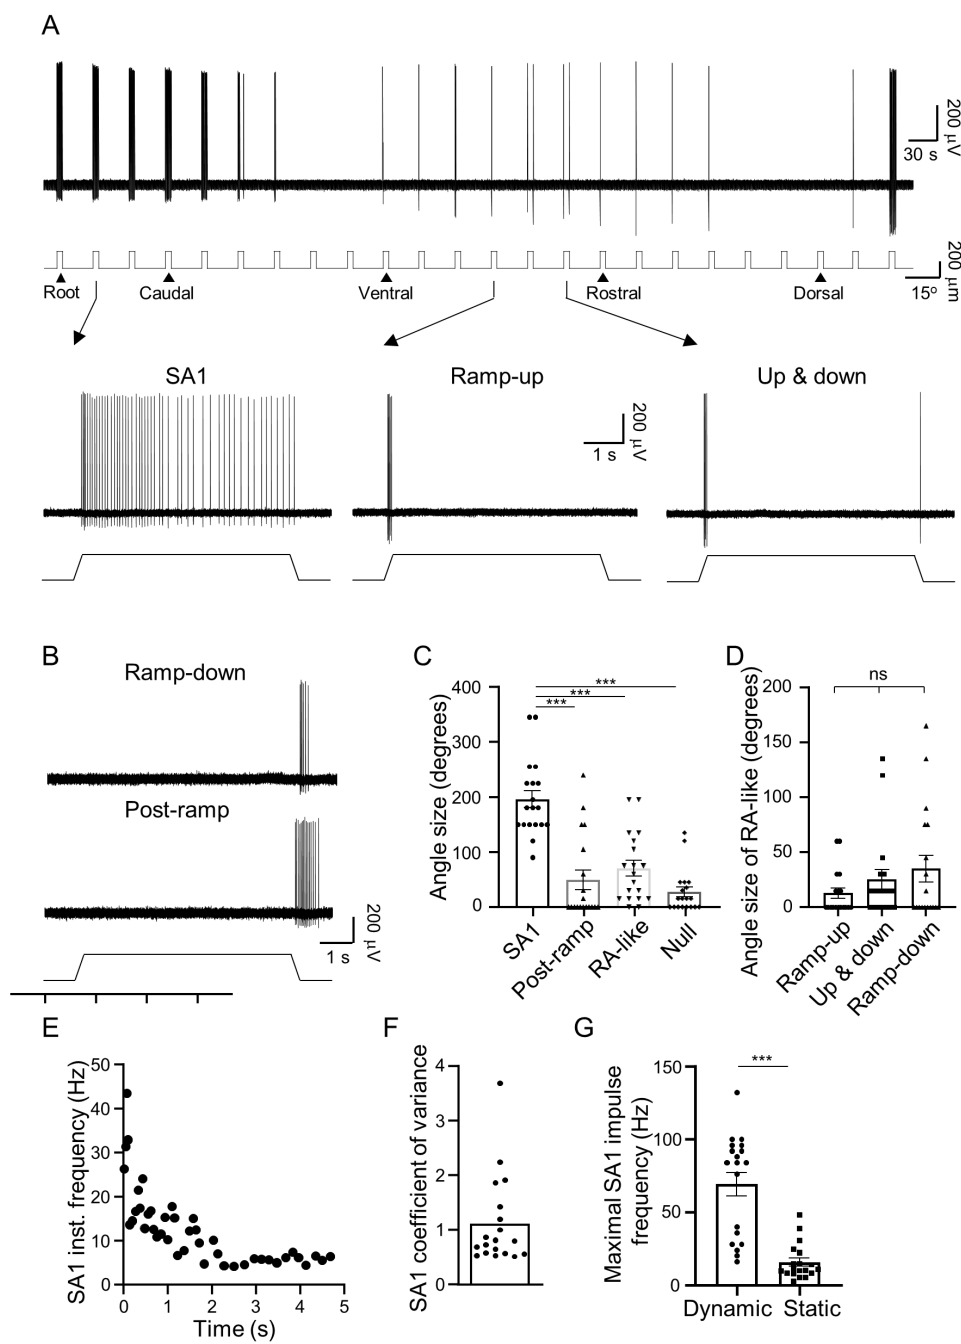 A
200 µV
30 s
200 µm
15º
Root
Caudal
Ventral
Rostral
Dorsal
SA1
Ramp-up
Up & down
200 µV
1 s
B
Ramp-down
Post-ramp
200 µV
1 s
C
Angle size (degrees)
400
300
200
100
0
***
***
***
SA1
Post-ramp
RA-like
Null
D
Angle size of RA-like (degrees)
200
150
100
50
0
ns
Ramp-up
Up & down
Ramp-down
E
SA1 inst. frequency (Hz)
50
40
30
20
10
0
0 1 2 3 4 5
Time (s)
F
SA1 coefficient of variance
4
3
2
1
0
G
Maximal SA1 impulse
frequency (Hz)
150
100
50
0
***
Dynamic Static